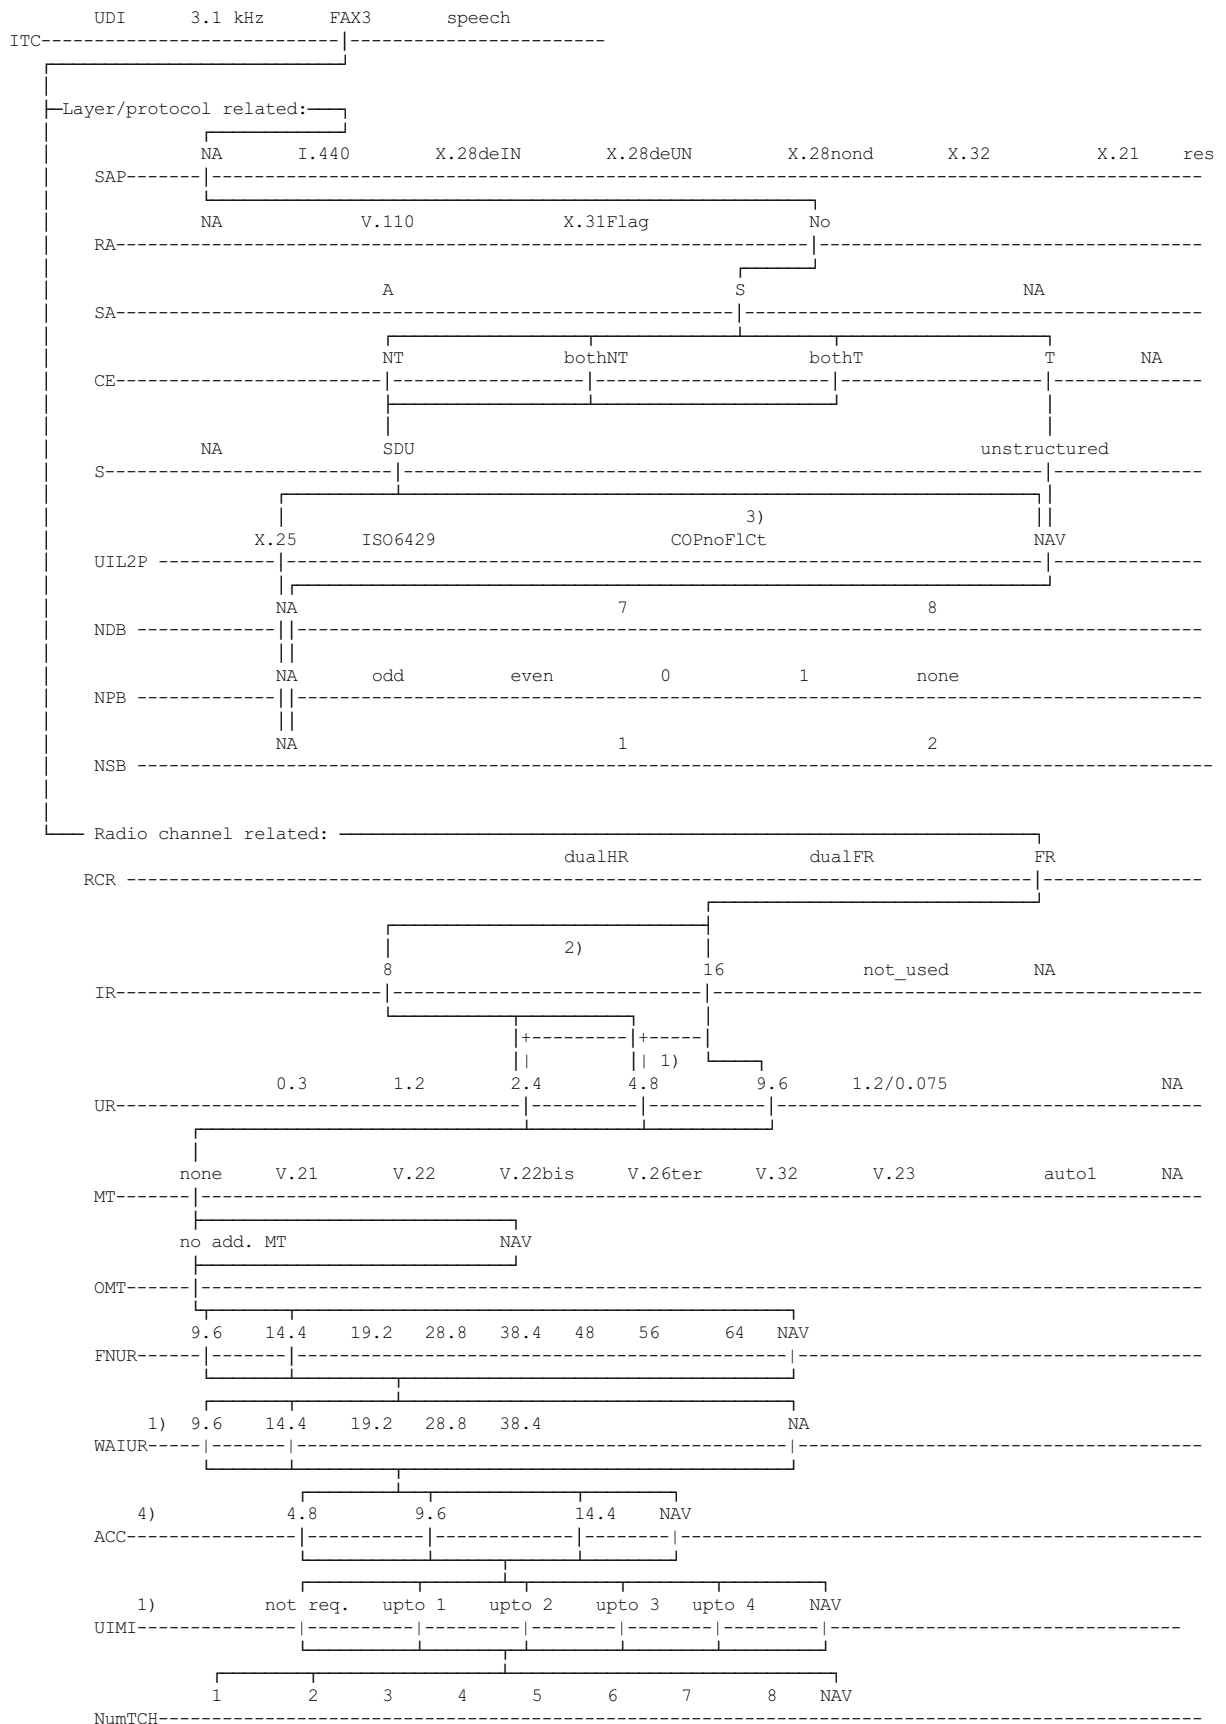 UDI 3.1 kHz FAX3 speech
ITC
Layer/protocol related:
NA I.440 X.28deIN X.28deUN X.28nond X.32 X.21 res
SAP
NA V.110 X.31Flag No
RA
A S NA
SA
NT bothNT bothT T NA
CE
NA SDU unstructured
S
3)
X.25 ISO6429 COPnoFlCt NAV
UIL2P
NA 7 8
NDB
NA odd even 0 1 none
NPB
NA 1 2
NSB
Radio channel related:
dualHR dualFR FR
RCR
2)
8 16 not_used NA
IR
1)
0.3 1.2 2.4 4.8 9.6 1.2/0.075 NA
UR
none V.21 V.22 V.22bis V.26ter V.32 V.23 auto1 NA
MT
no add. MT NAV
OMT
9.6 14.4 19.2 28.8 38.4 48 56 64 NAV
FNUR
1) 9.6 14.4 19.2 28.8 38.4 NA
WAIUR
4) 4.8 9.6 14.4 NAV
ACC
1) not req. upto 1 upto 2 upto 3 upto 4 NAV
UIMI
1 2 3 4 5 6 7 8 NAV
NumTCH